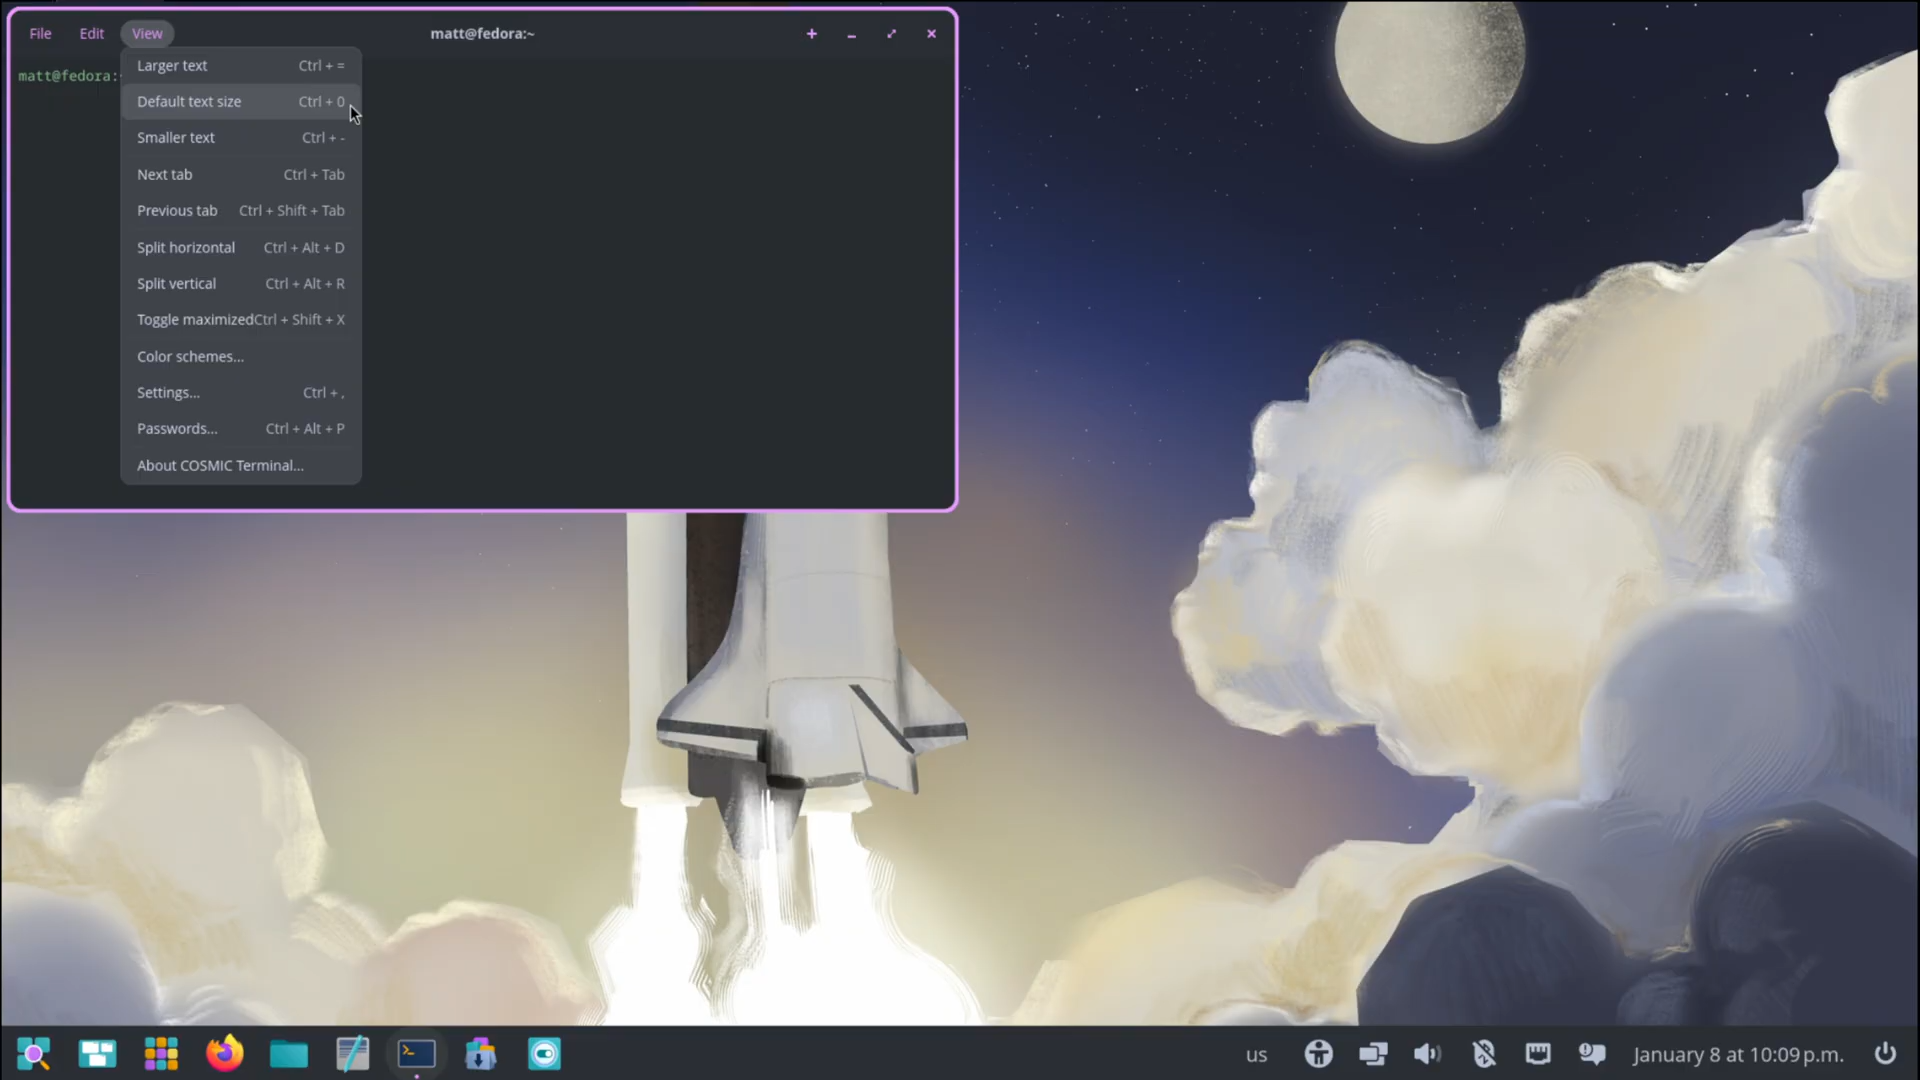 File Edit View matt@fedora:~
matt@fedora:
Larger text Ctrl + =
Default text size Ctrl + 0
Smaller text Ctrl + -
Next tab Ctrl + Tab
Previous tab Ctrl + Shift + Tab
Split horizontal Ctrl + Alt + D
Split vertical Ctrl + Alt + R
Toggle maximizedCtrl + Shift + X
Color schemes...
Settings... Ctrl + ,
Passwords... Ctrl + Alt + P
About COSMIC Terminal...
us January 8 at 10:09 p.m.